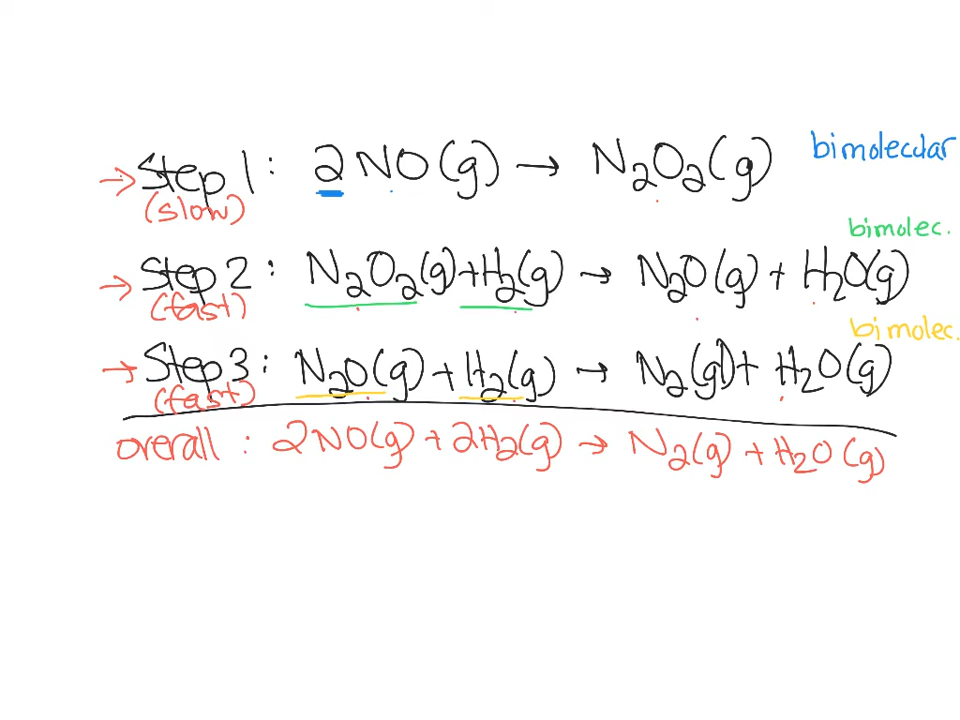 → Step 1: 2NO(g) → N₂O₂(g) bimolecular
(slow)
bimolec.
→ Step 2: N₂O₂(g)+H₂(g) → N₂O(g) + H₂O(g)
(fast)
bimolec.
→ Step 3: N₂O(g) + H₂(g) → N₂(g) + H₂O(g)
(fast)
overall: 2NO(g) + 2H₂(g) → N₂(g) + H₂O(g)